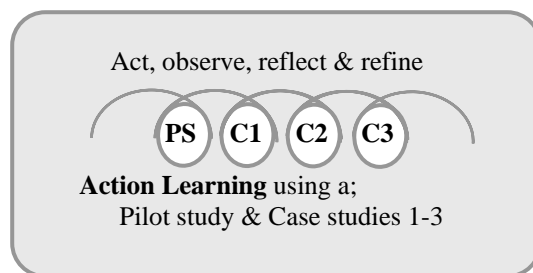 Act, observe, reflect & refine
PS C1 C2 C3
Action Learning using a;
Pilot study & Case studies 1-3